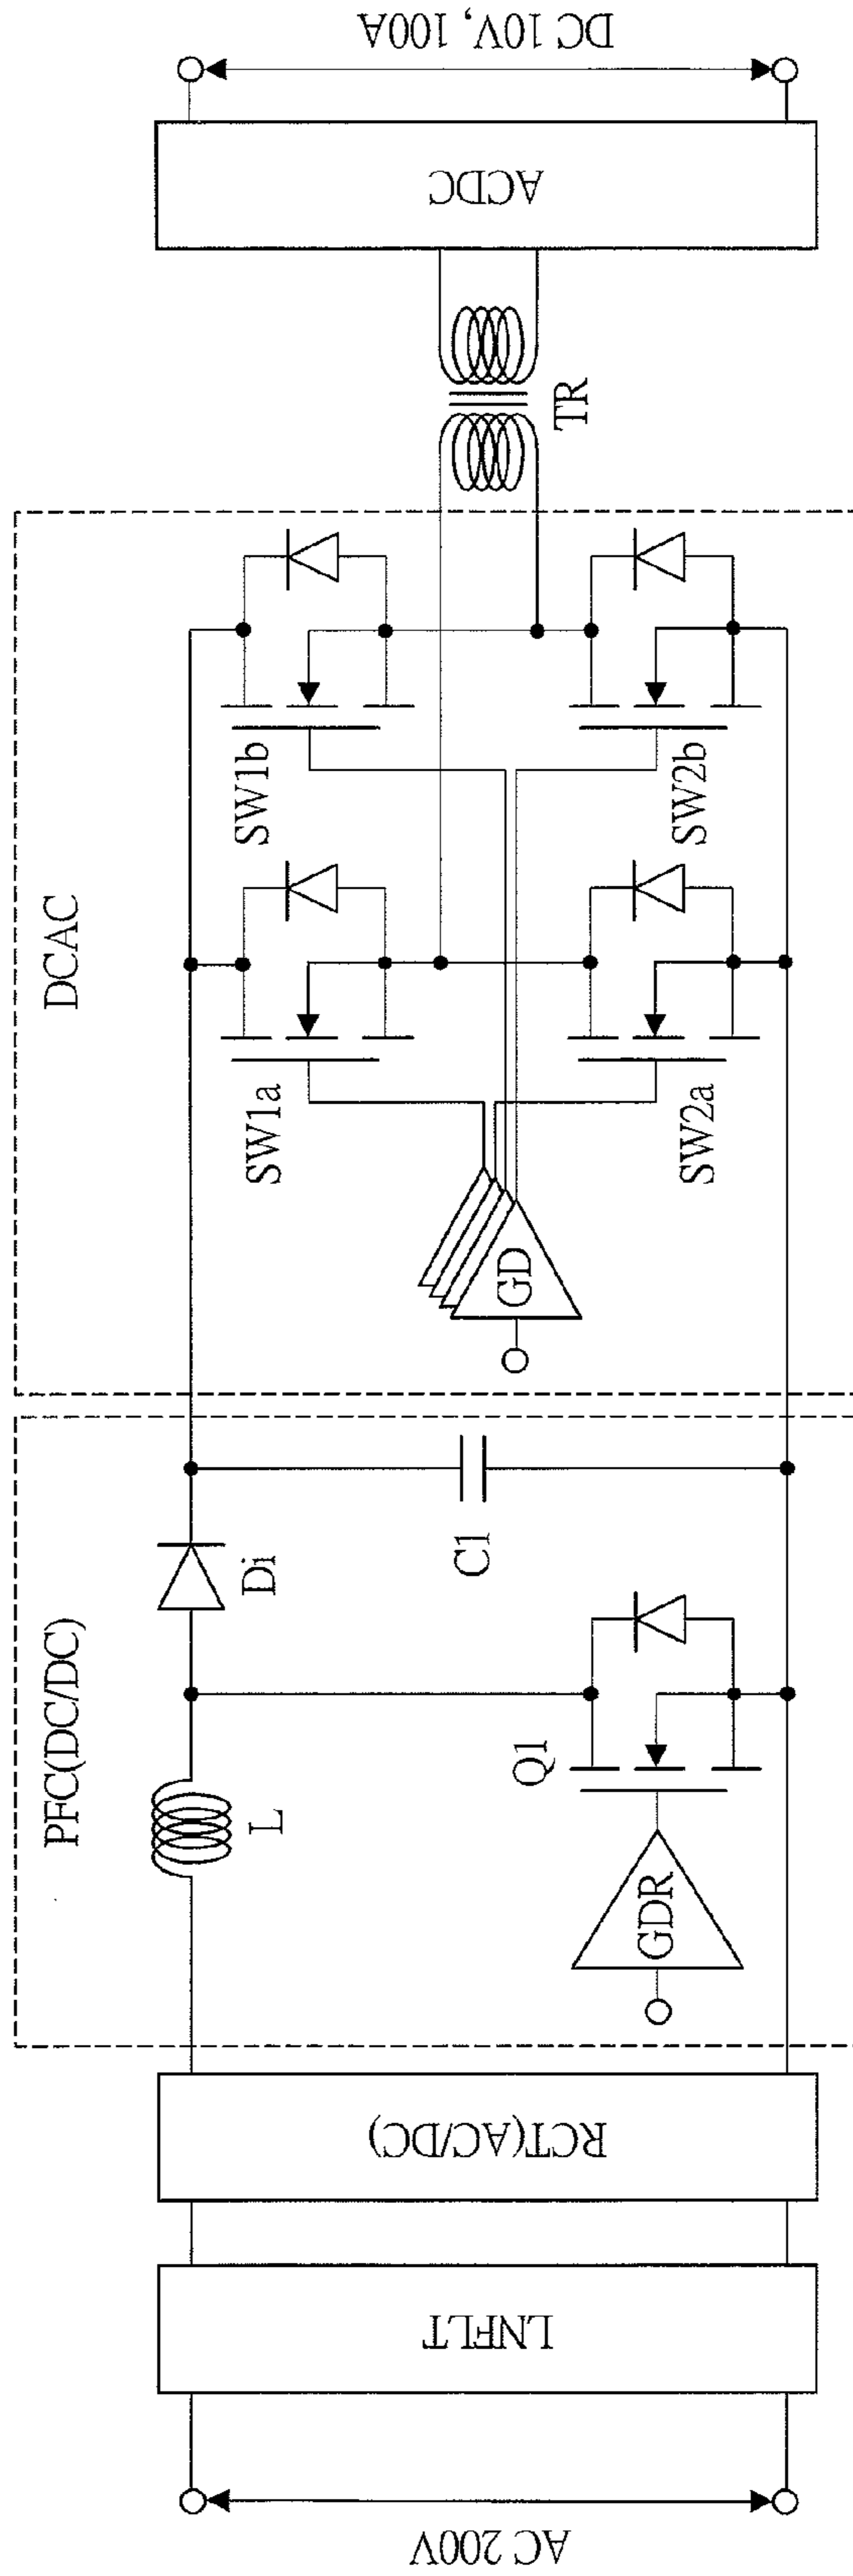 AC 200V
LNFLT
RCT(AC/DC)
PFC(DC/DC)
L
Di
GDR
Q1
C1
DCAC
GD
SW1a
SW1b
SW2a
SW2b
TR
ACDC
DC 10V, 100A